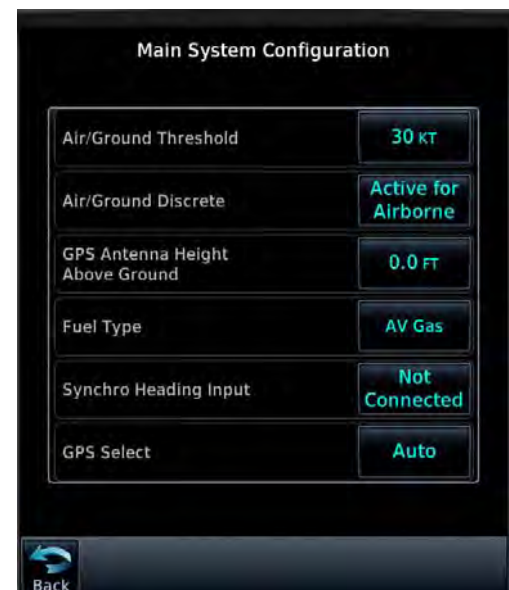 Main System Configuration
Air/Ground Threshold
30 KT
Air/Ground Discrete
Active for
Airborne
GPS Antenna Height
Above Ground
0.0 FT
Fuel Type
AV Gas
Synchro Heading Input
Not
Connected
GPS Select
Auto
Back